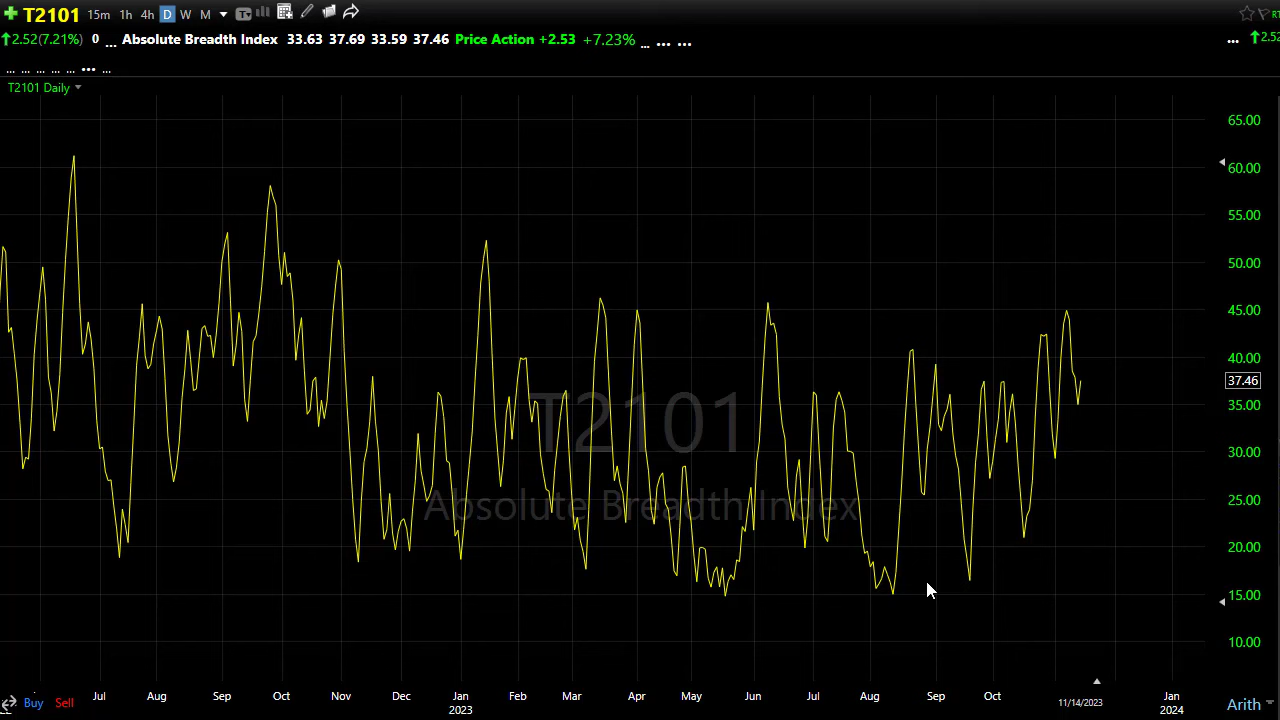 T2101 15m 1h 4h D W M T RT
2.52(7.21%) 0 ... Absolute Breadth Index 33.63 37.69 33.59 37.46 Price Action +2.53 +7.23% ... ... ... ... 2.52
... ... ... ... ... ... ...
T2101 Daily
65.00
60.00
55.00
50.00
45.00
40.00
37.46
35.00
30.00
25.00
20.00
15.00
10.00
T2101
Absolute Breadth Index
Jul Aug Sep Oct Nov Dec Jan Feb Mar Apr May Jun Jul Aug Sep Oct 11/14/2023 Jan
2023 2024
Buy Sell Arith